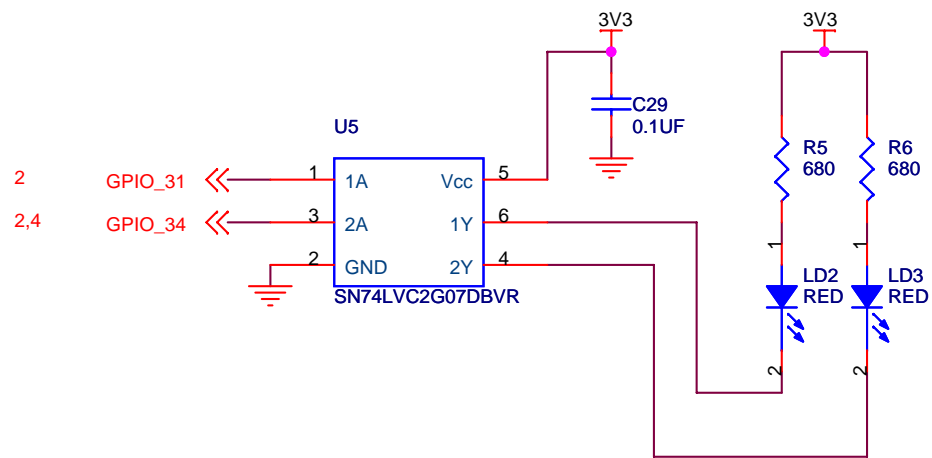 3V3
3V3
C29
0.1UF
U5
R5
680
R6
680
2
GPIO_31
1
1A
Vcc
5
2,4
GPIO_34
3
2A
1Y
6
2
GND
2Y
4
SN74LVC2G07DBVR
1
1
LD2
RED
LD3
RED
2
2